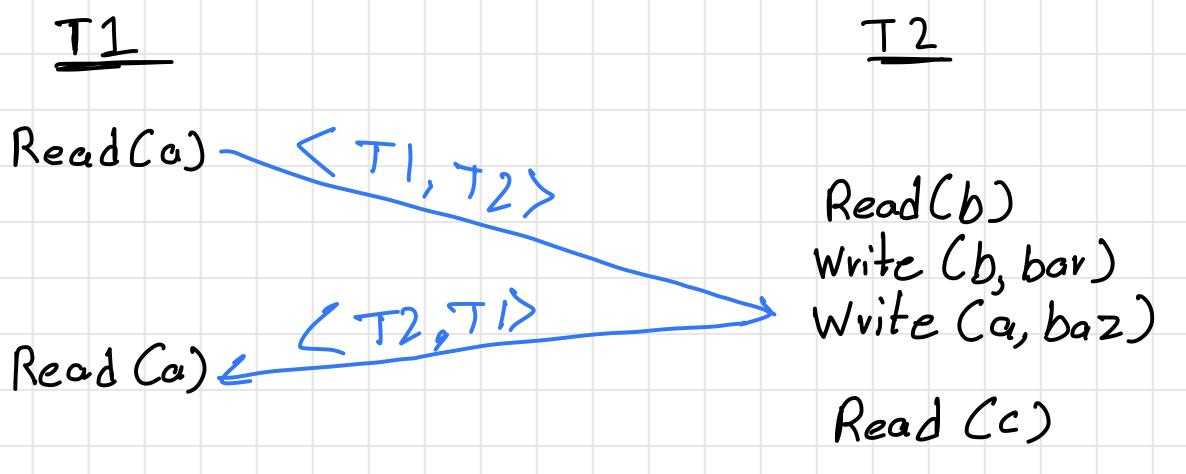 T1 T2
Read(a)
<T1, T2>
Read(b)
Write (b, bar)
<T2, T1>
Write (a, baz)
Read (a)
Read (c)